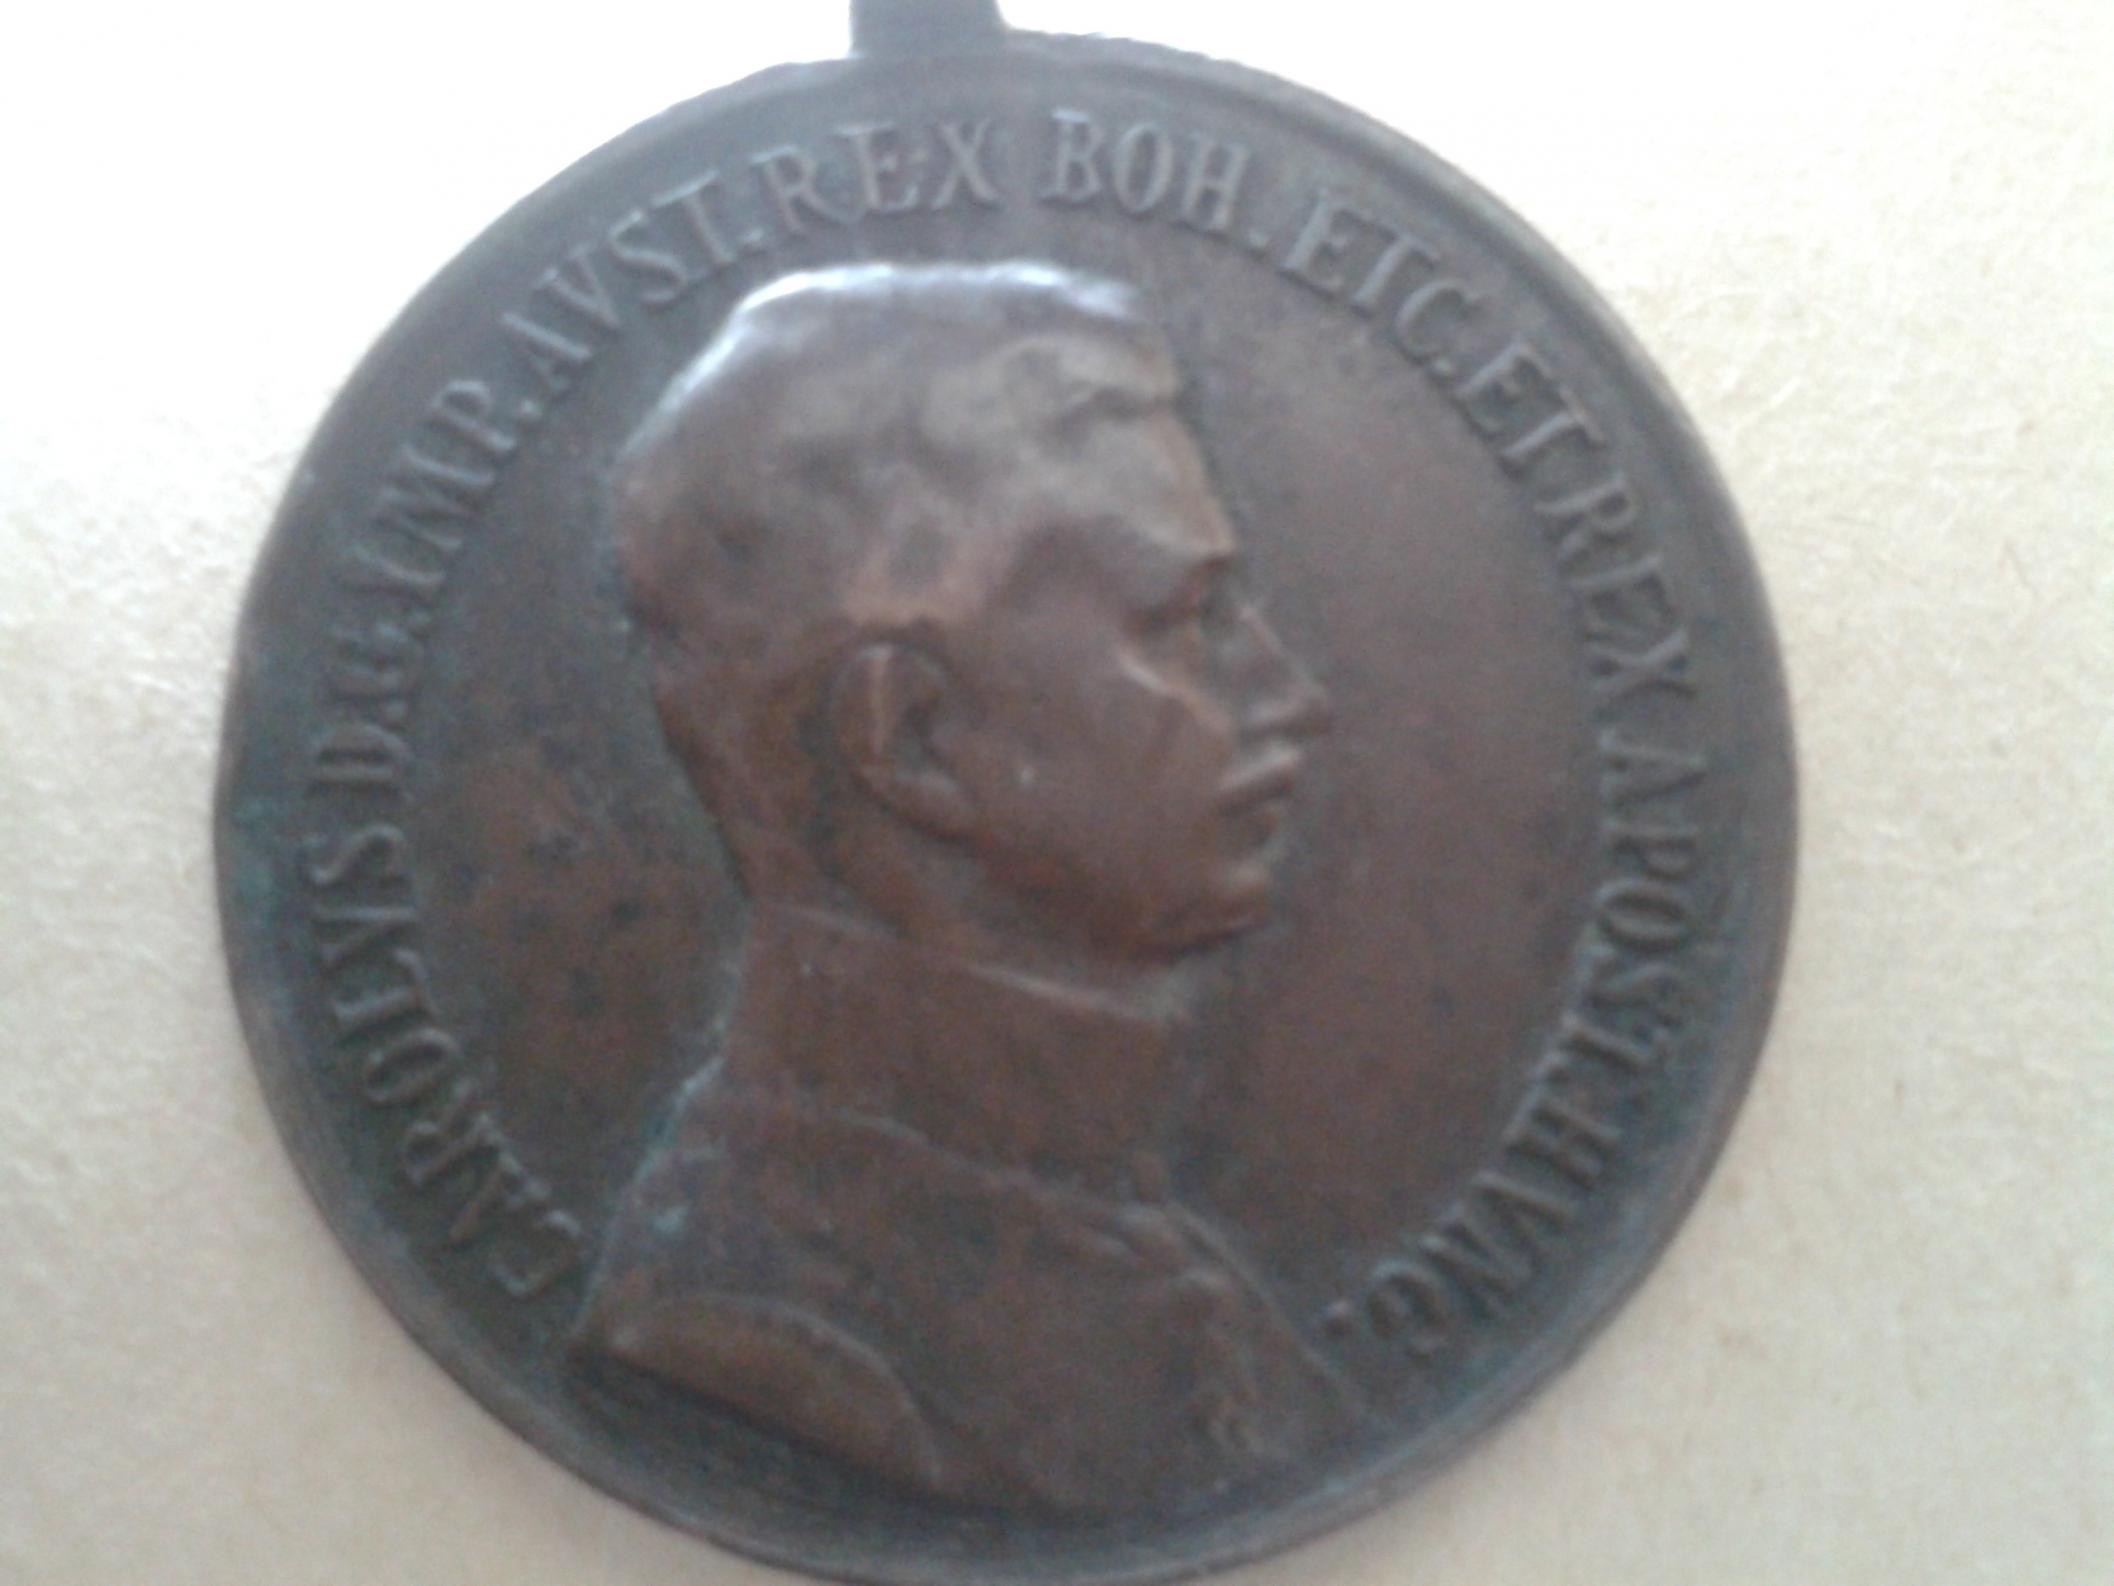 CAROLVS D.G. IMP. AVST. REX BOH. ETC. ET REX APOST. HVNG.